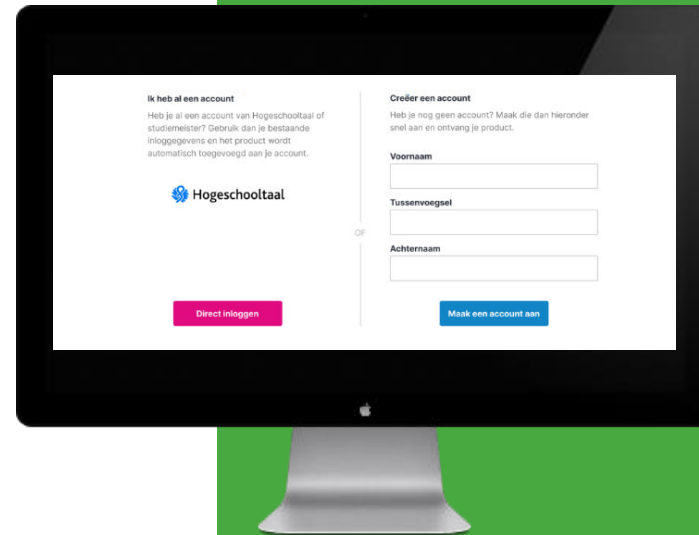 Ik heb al een account
Heb je al een account van Hogeschooltaal of
studiemeister? Gebruik dan je bestaande
inloggegevens en het product wordt
automatisch toegevoegd aan je account.
Hogeschooltaal
Direct inloggen
OF
Creëer een account
Heb je nog geen account? Maak die dan hieronder
snel aan en ontvang je product.
Voornaam
Tussenvoegsel
Achternaam
Maak een account aan